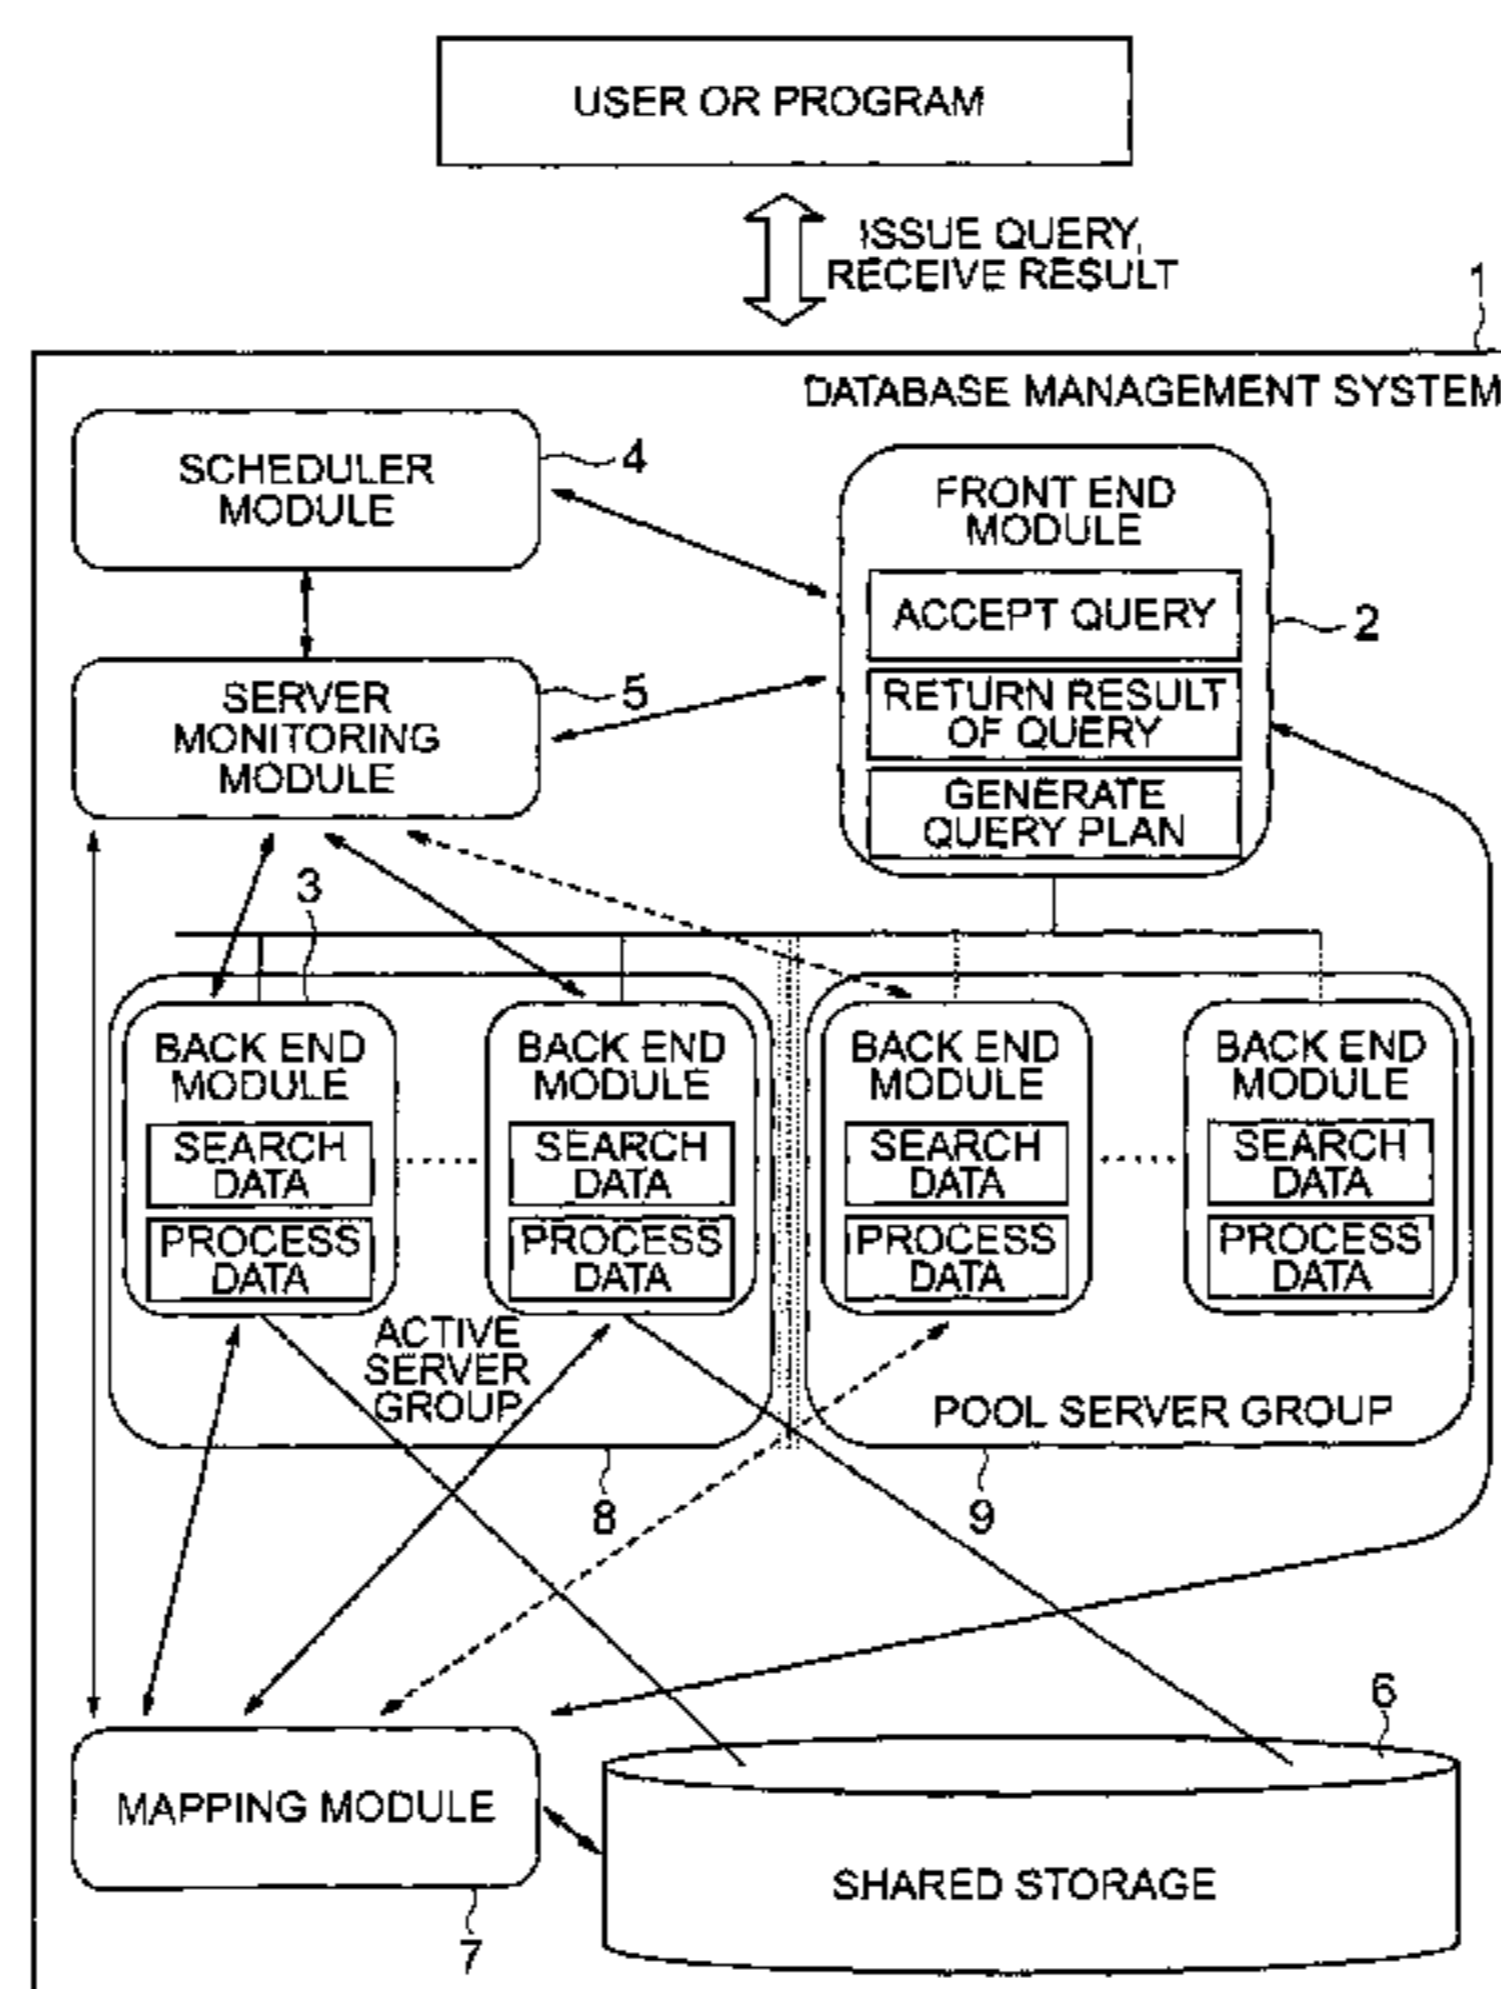 USER OR PROGRAM
ISSUE QUERY,
RECEIVE RESULT
1
DATABASE MANAGEMENT SYSTEM
SCHEDULER
MODULE
4
FRONT END
MODULE
ACCEPT QUERY
2
RETURN RESULT
OF QUERY
GENERATE
QUERY PLAN
SERVER
MONITORING
MODULE
5
3
BACK END
MODULE
SEARCH
DATA
PROCESS
DATA
BACK END
MODULE
SEARCH
DATA
PROCESS
DATA
ACTIVE
SERVER
GROUP
8
BACK END
MODULE
SEARCH
DATA
PROCESS
DATA
BACK END
MODULE
SEARCH
DATA
PROCESS
DATA
POOL SERVER GROUP
9
MAPPING MODULE
7
6
SHARED STORAGE